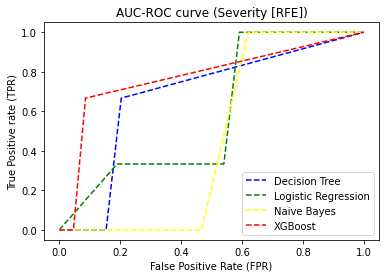 AUC-ROC curve (Severity [RFE])
True Positive rate (TPR)
1.0
0.8
0.6
0.4
0.2
0.0
Decision Tree
Logistic Regression
Naive Bayes
XGBoost
0.0 0.2 0.4 0.6 0.8 1.0
False Positive Rate (FPR)